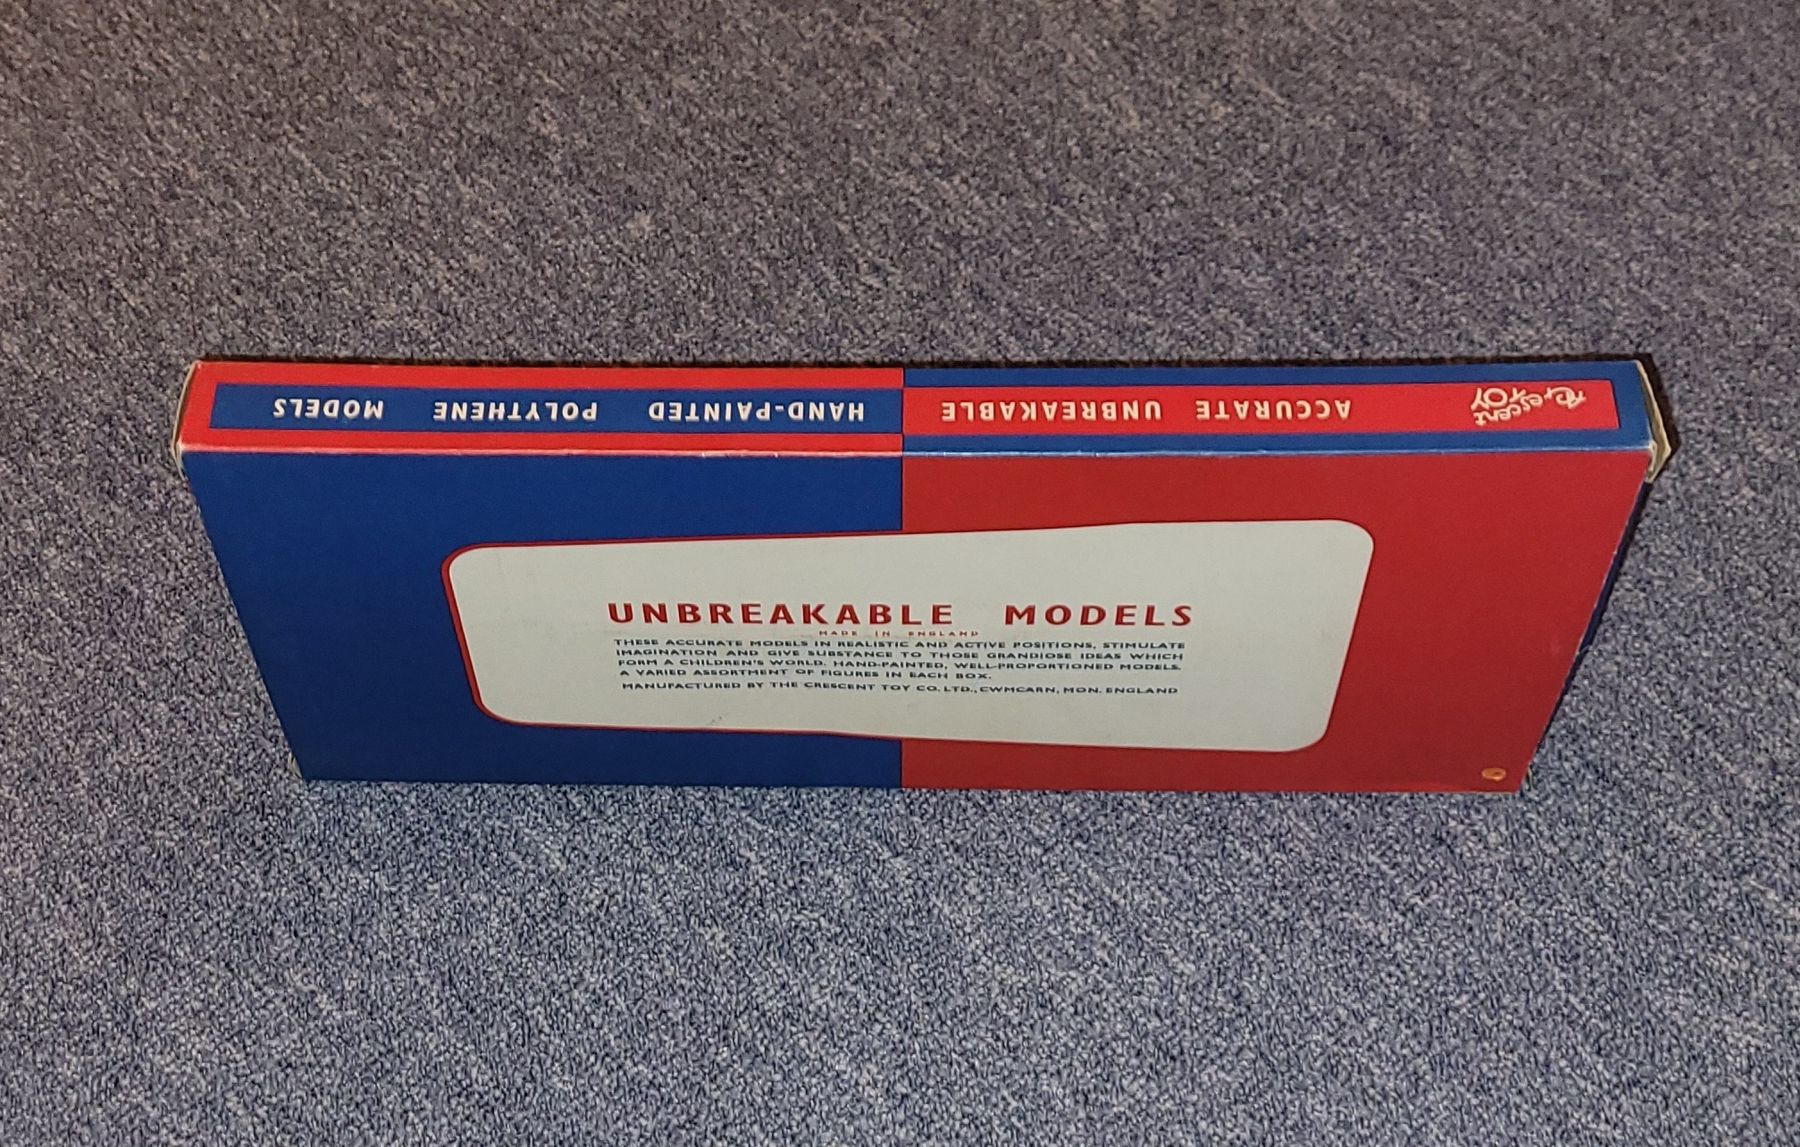 Crescent
TOY
ACCURATE UNBREAKABLE HAND-PAINTED POLYTHENE MODELS
UNBREAKABLE MODELS
MADE IN ENGLAND
THESE ACCURATE MODELS IN REALISTIC AND ACTIVE POSITIONS, STIMULATE
IMAGINATION AND GIVE SUBSTANCE TO THOSE GRANDIOSE IDEAS WHICH
FORM A CHILDREN'S WORLD. HAND-PAINTED, WELL-PROPORTIONED MODELS.
A VARIED ASSORTMENT OF FIGURES IN EACH BOX.
MANUFACTURED BY THE CRESCENT TOY CO. LTD., CWMCARN, MON. ENGLAND